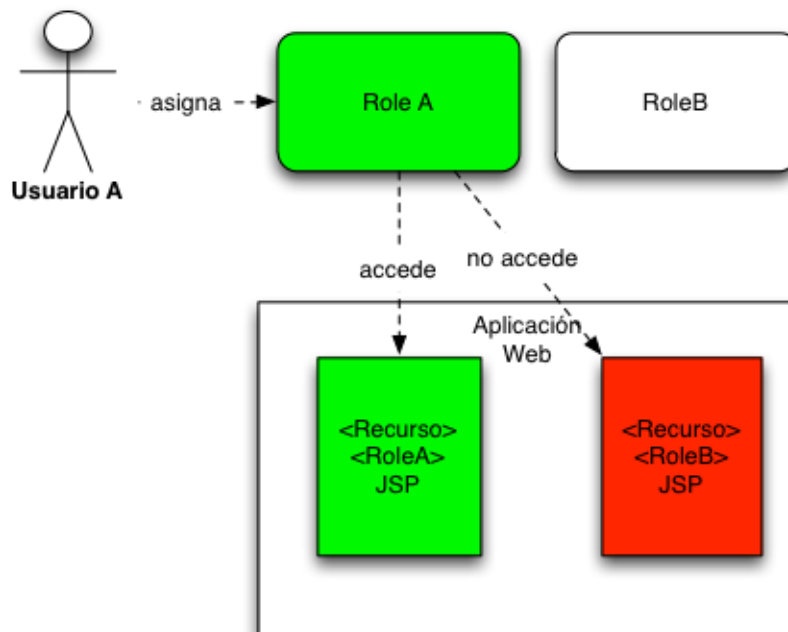 asigna
Role A
RoleB
Usuario A
accede
no accede
Aplicación
Web
<Recurso>
<RoleA>
JSP
<Recurso>
<RoleB>
JSP